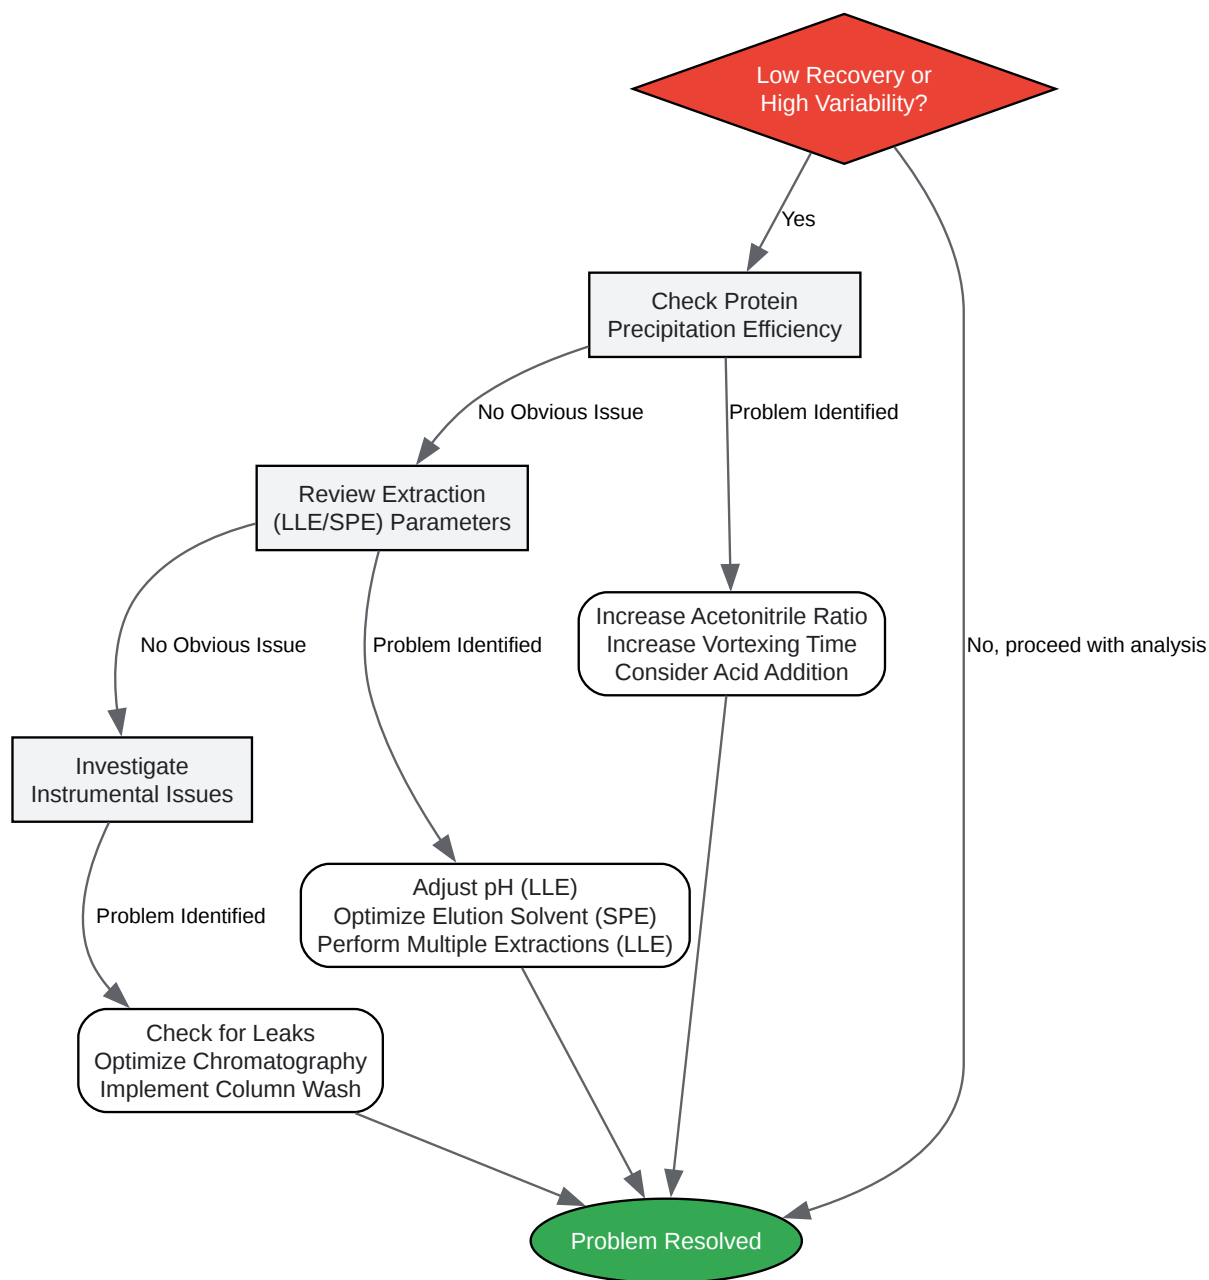 Low Recovery or
High Variability?
Yes
Check Protein
Precipitation Efficiency
No Obvious Issue
Problem Identified
Review Extraction
(LLE/SPE) Parameters
Increase Acetonitrile Ratio
Increase Vortexing Time
Consider Acid Addition
No Obvious Issue
Problem Identified
No, proceed with analysis
Investigate
Instrumental Issues
Adjust pH (LLE)
Optimize Elution Solvent (SPE)
Perform Multiple Extractions (LLE)
Problem Identified
Check for Leaks
Optimize Chromatography
Implement Column Wash
Problem Resolved